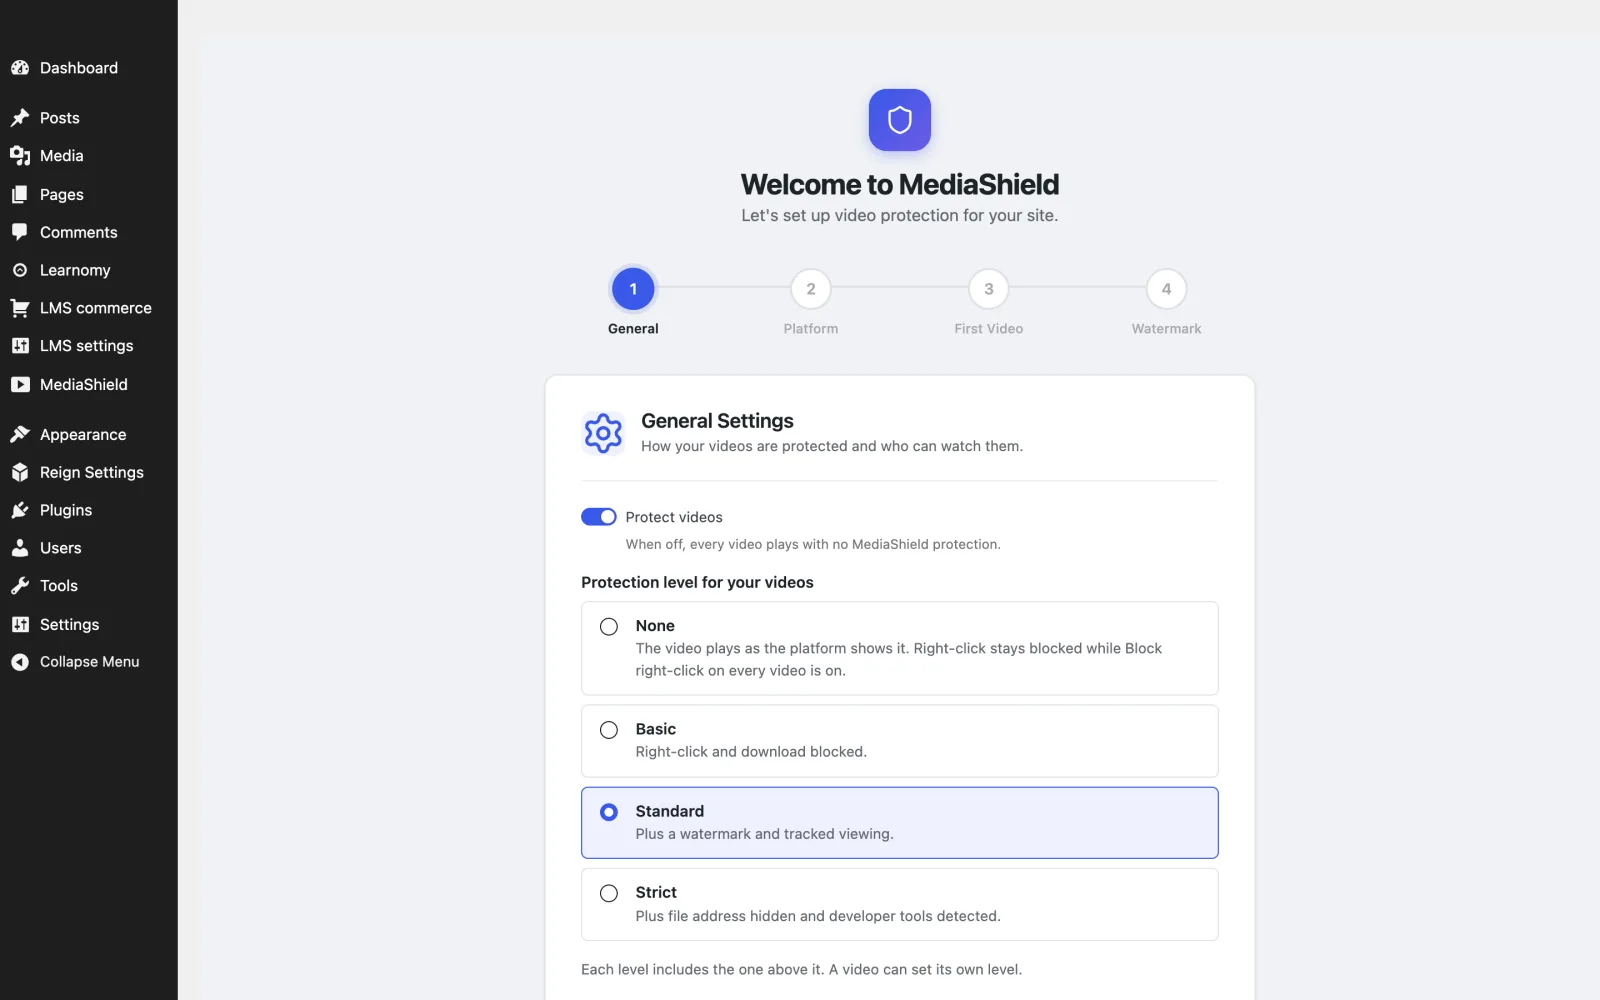 Dashboard
Posts
Media
Pages
Comments
Learnomy
LMS commerce
LMS settings
MediaShield
Appearance
Reign Settings
Plugins
Users
Tools
Settings
Collapse Menu
Welcome to MediaShield
Let's set up video protection for your site.
1
2
3
4
General
Platform
First Video
Watermark
General Settings
How your videos are protected and who can watch them.
Protect videos
When off, every video plays with no MediaShield protection.
Protection level for your videos
None
The video plays as the platform shows it. Right-click stays blocked while Block
right-click on every video is on.
Basic
Right-click and download blocked.
Standard
Plus a watermark and tracked viewing.
Strict
Plus file address hidden and developer tools detected.
Each level includes the one above it. A video can set its own level.